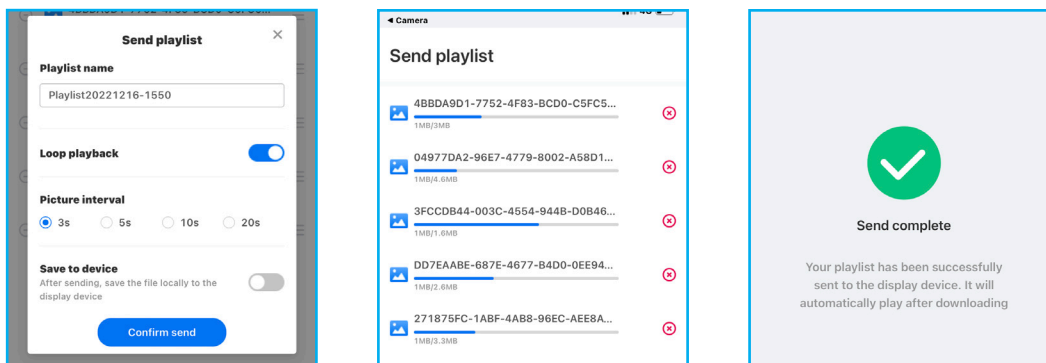 Send playlist
Playlist name
Playlist20221216-1550
Loop playback
Picture interval
3s 5s 10s 20s
Save to device
After sending, save the file locally to the
display device
Confirm send
Camera
4G
Send playlist
4BBDA9D1-7752-4F83-BCD0-C5FC5...
1MB/3MB
04977DA2-96E7-4779-8002-A58D1...
1MB/4.6MB
3FCCDB44-003C-4554-944B-D0B46...
1MB/1.6MB
DD7EAABE-687E-4677-B4D0-0EE94...
1MB/2.6MB
271875FC-1ABF-4AB8-96EC-AEE8A...
1MB/3.3MB
Send complete
Your playlist has been successfully
sent to the display device. It will
automatically play after downloading